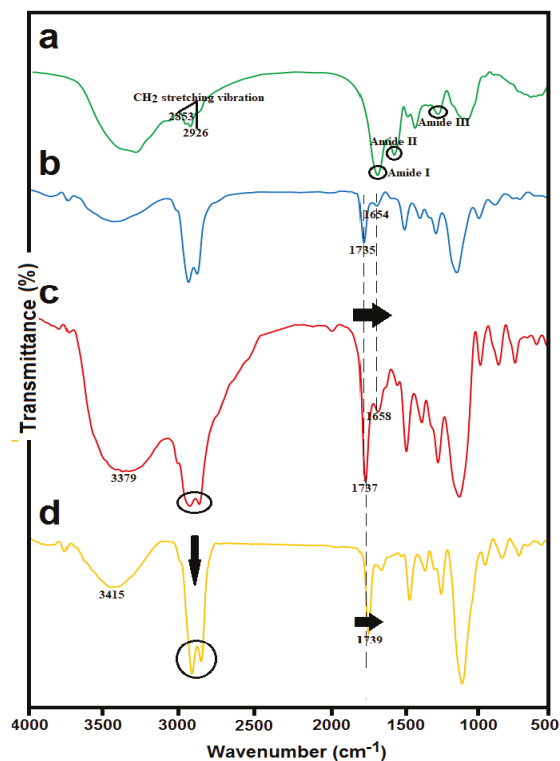 a
CH2 stretching vibration
2853
2926
Amide III
Amide II
Amide I
b
1654
1735
c
1658
3379
1737
d
3415
1739
Transmittance (%)
4000 3500 3000 2500 2000 1500 1000 500
Wavenumber (cm-1)